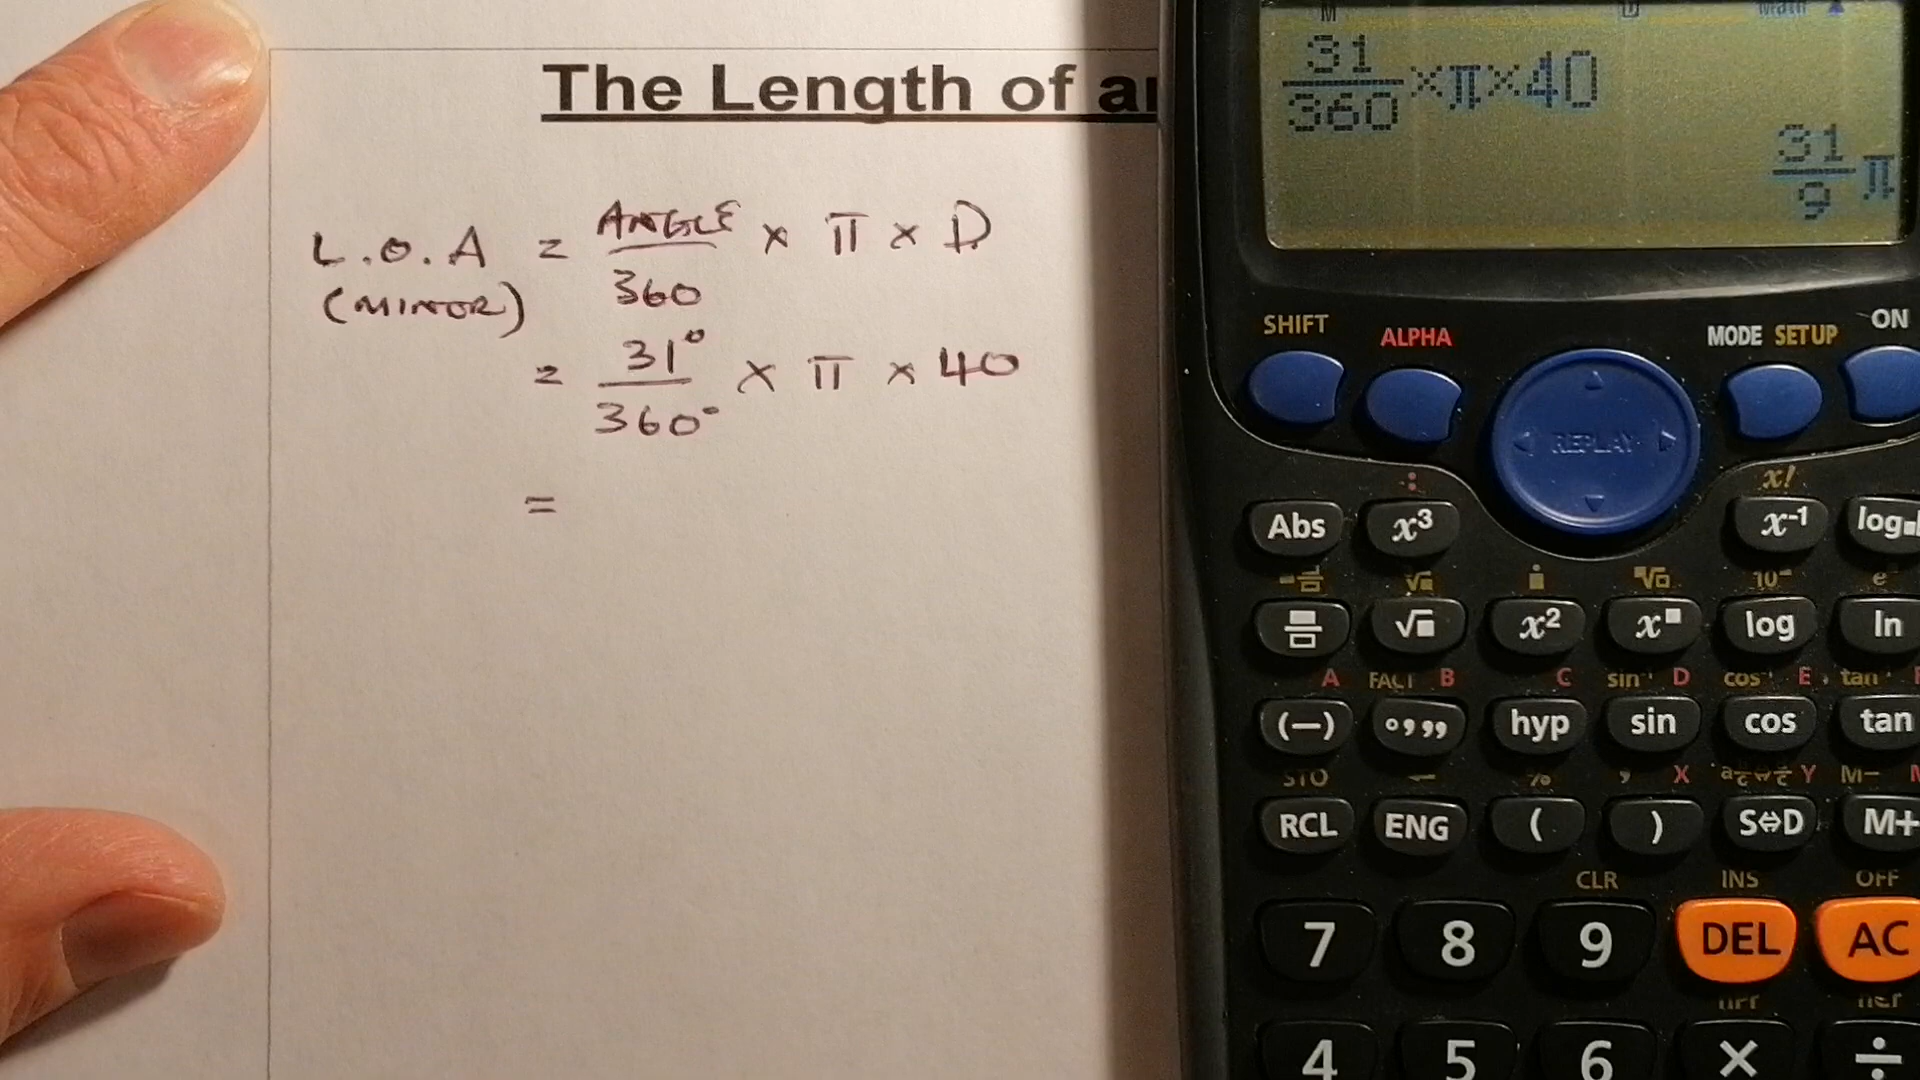 The Length of
L.O.A = ANGLE/360 × π × D
(MINOR)
= 31°/360° × π × 40
=
M D Math ▲
31/360×π×40
31/9 π
SHIFT ALPHA MODE SETUP ON
REPLAY
: x!
Abs x³ x⁻¹ log
10 e
√ x² x log ln
A FACT B C sin⁻¹ D cos⁻¹ E tan⁻¹
(−) °,,, hyp sin cos tan
STO ← % , X Y M−
RCL ENG ( ) S⇔D M+
CLR INS OFF
7 8 9 DEL AC
4 5 6 × ÷